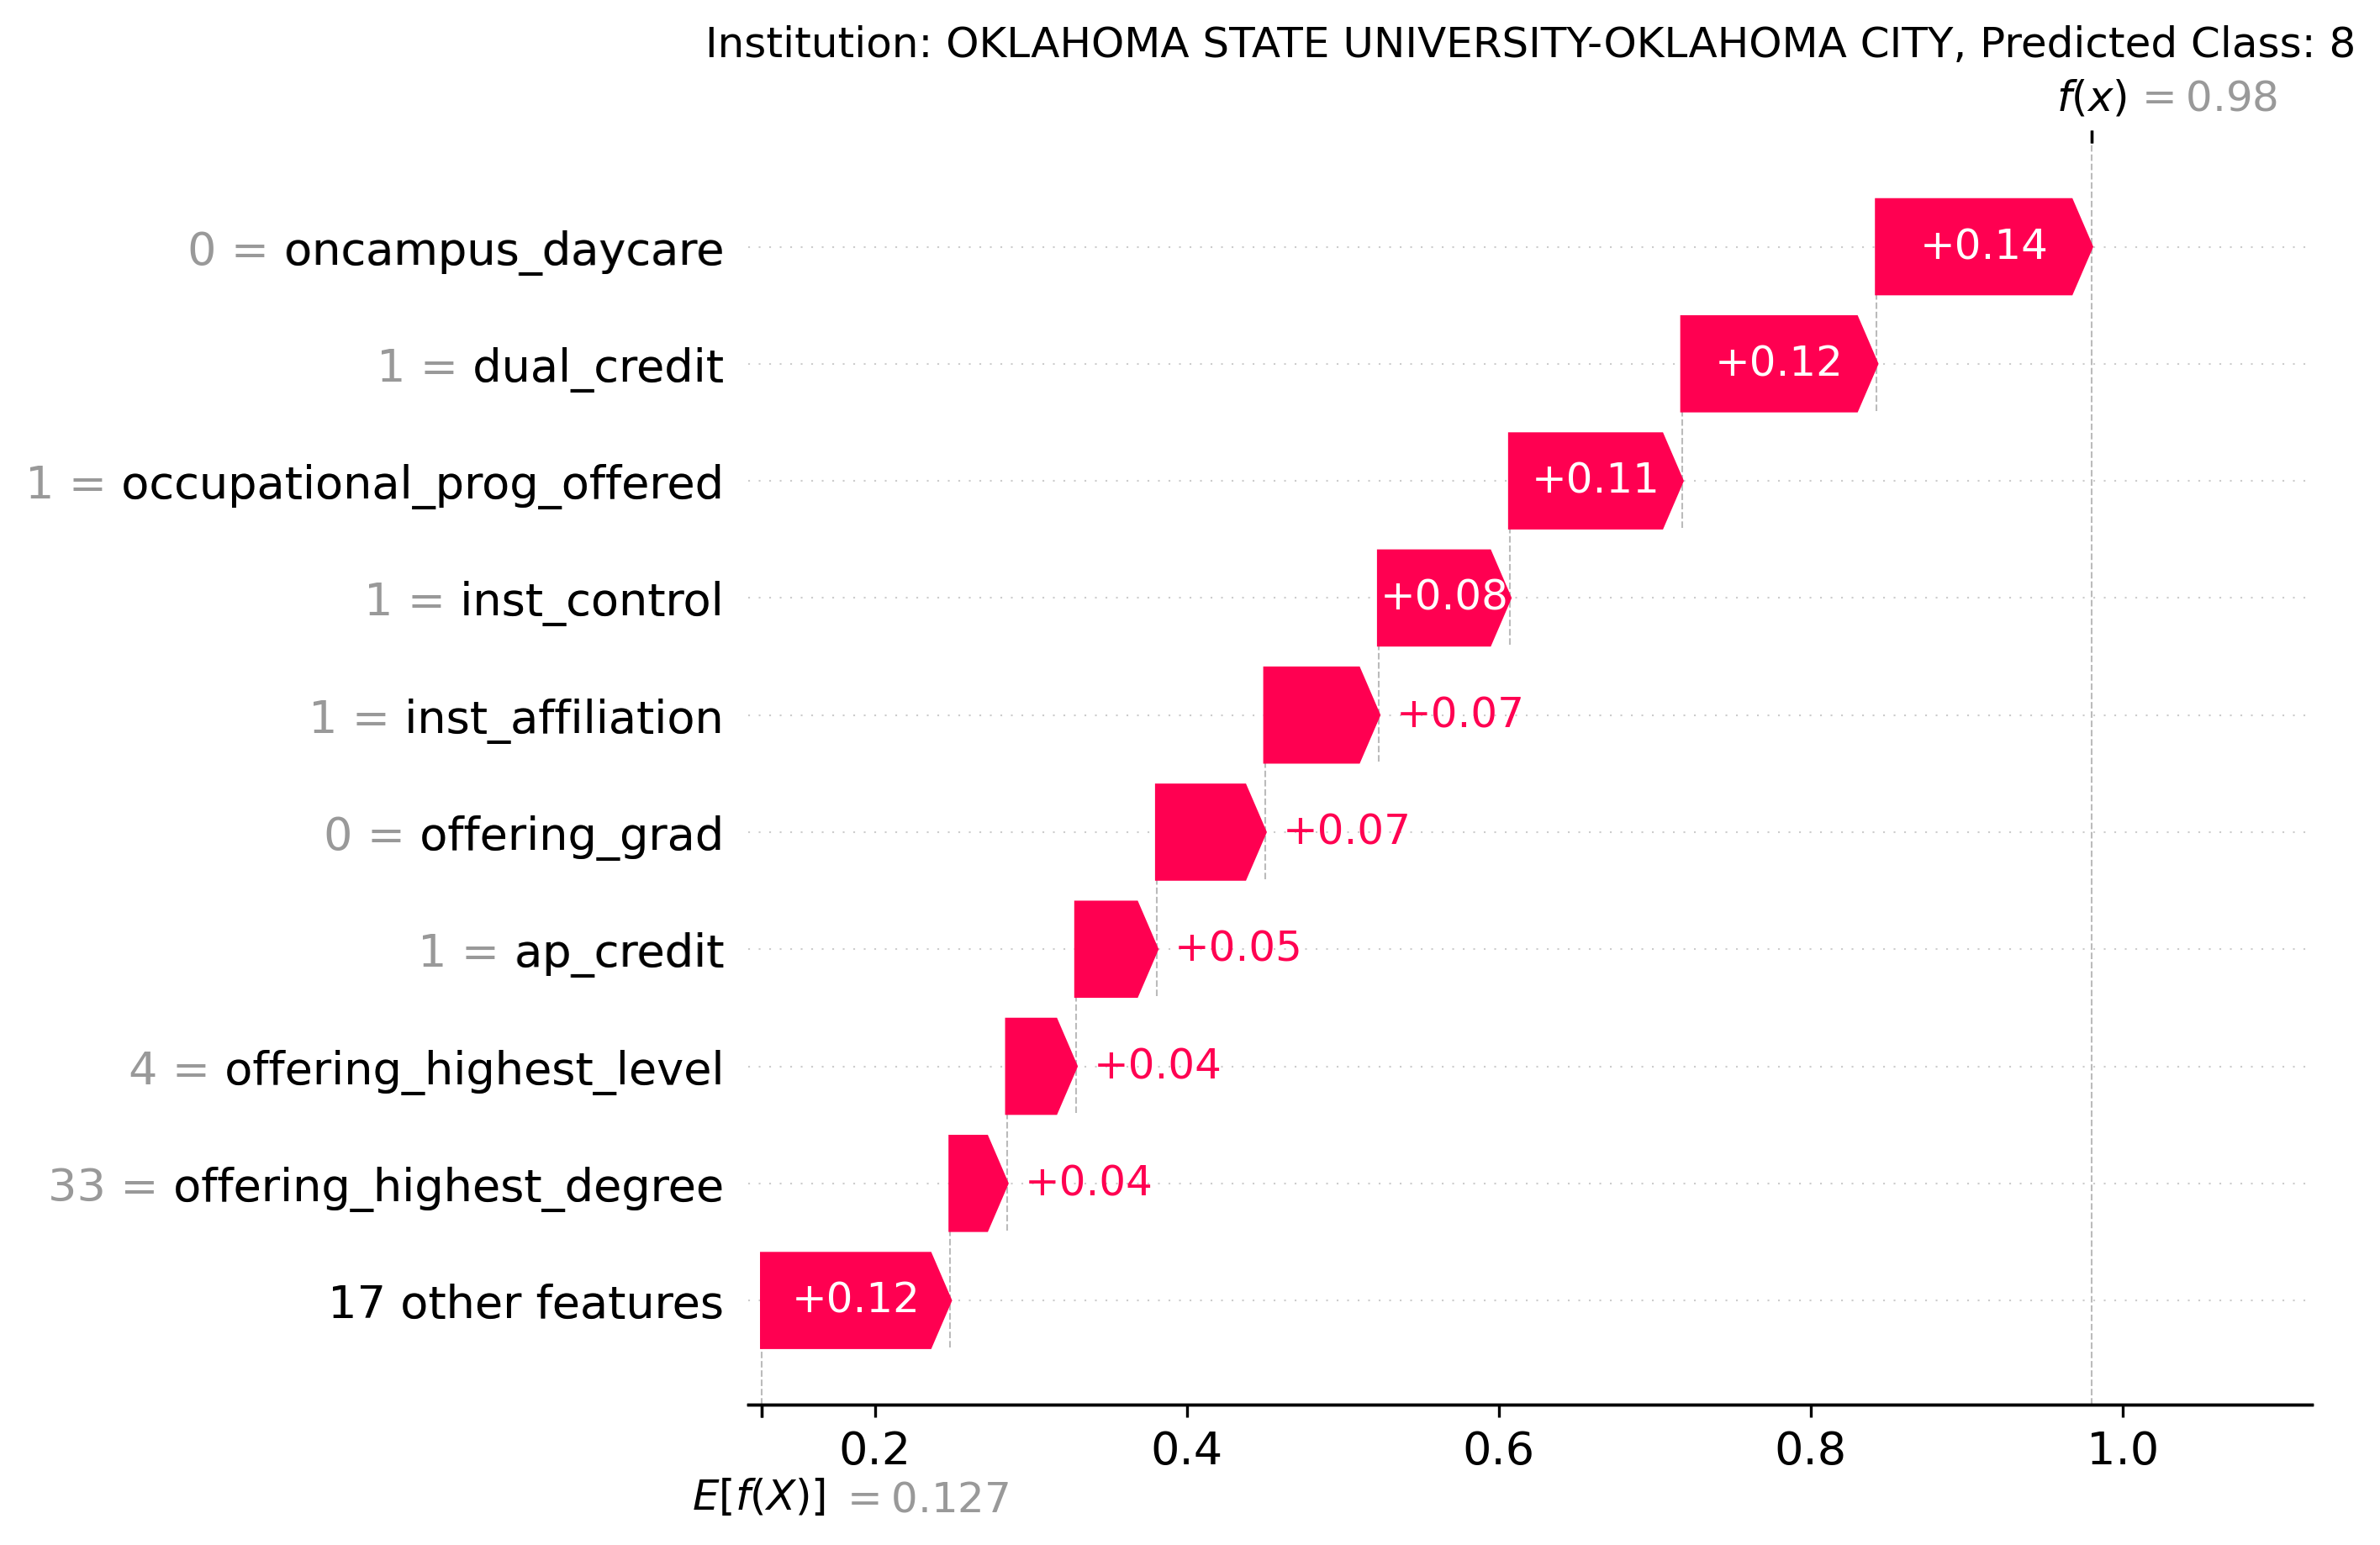 Institution: OKLAHOMA STATE UNIVERSITY-OKLAHOMA CITY, Predicted Class: 8
f(x) = 0.98
0 = oncampus_daycare +0.14
1 = dual_credit +0.12
1 = occupational_prog_offered +0.11
1 = inst_control +0.08
1 = inst_affiliation +0.07
0 = offering_grad +0.07
1 = ap_credit +0.05
4 = offering_highest_level +0.04
33 = offering_highest_degree +0.04
17 other features +0.12
0.2 0.4 0.6 0.8 1.0
E[f(X)] = 0.127